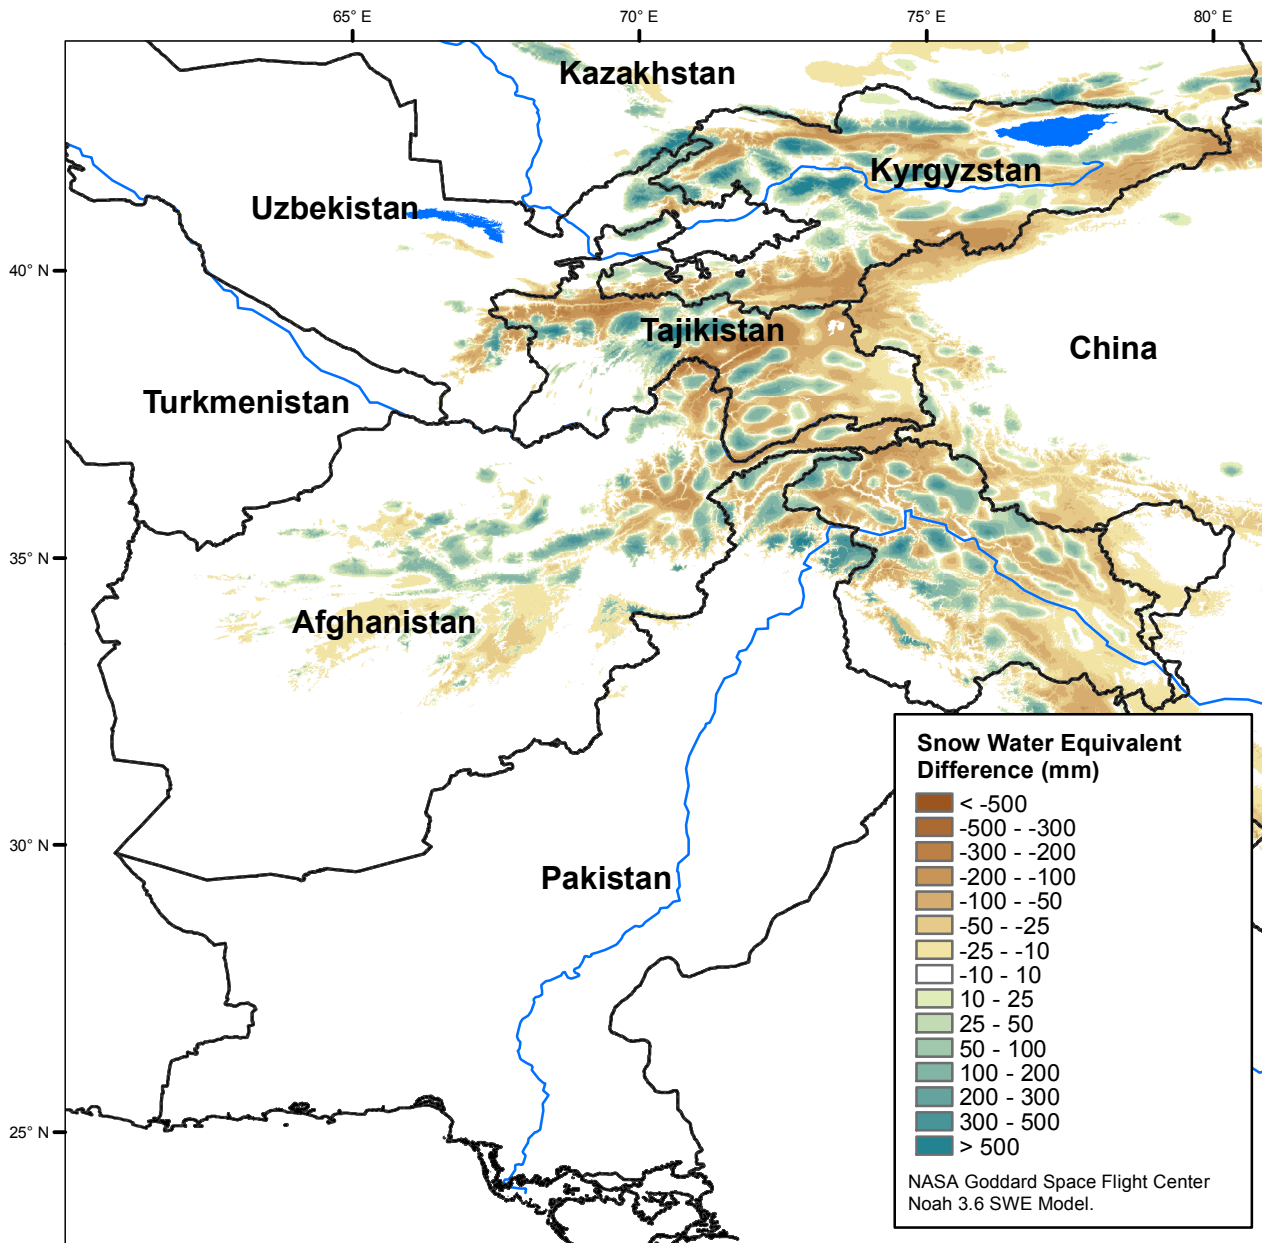 65° E
70° E
75° E
80° E
Kazakhstan
Kyrgyzstan
Uzbekistan
40° N
Tajikistan
China
Turkmenistan
35° N
Afghanistan
Snow Water Equivalent
Difference (mm)
< -500
-500 - -300
-300 - -200
-200 - -100
-100 - -50
-50 - -25
-25 - -10
-10 - 10
10 - 25
25 - 50
50 - 100
100 - 200
200 - 300
300 - 500
> 500
30° N
Pakistan
25° N
NASA Goddard Space Flight Center
Noah 3.6 SWE Model.